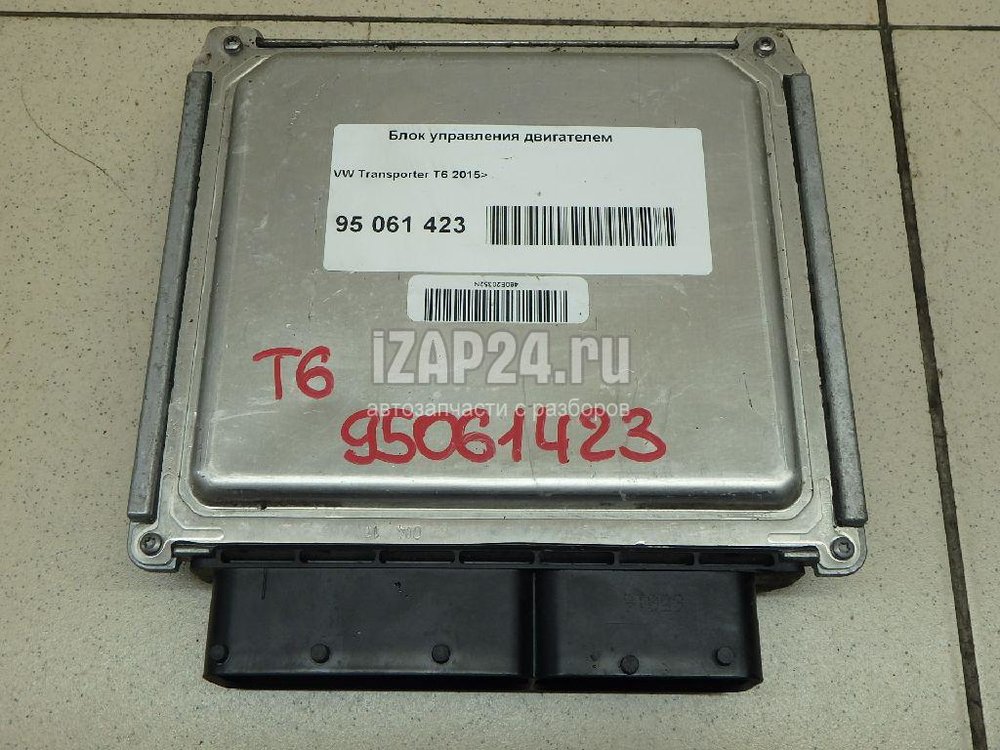 Блок управления двигателем
VW Transporter T6 2015>
95 061 423
iZAP24.ru
T6
автозапчасти с разборов
95061423